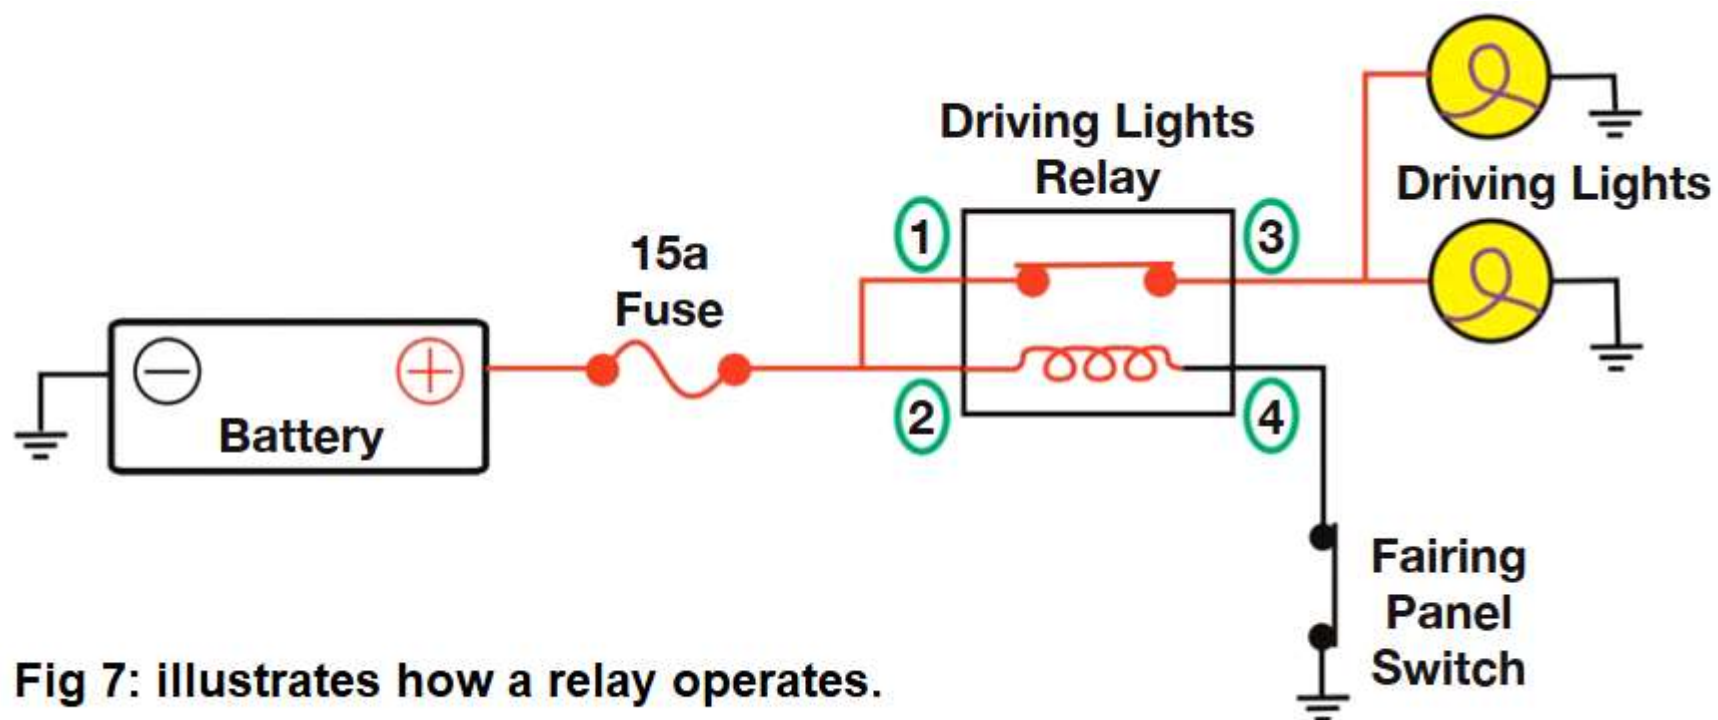 Driving Lights
Relay
1
3
Driving Lights
15a
Fuse
Battery
2
4
Fairing
Panel
Switch
Fig 7: illustrates how a relay operates.